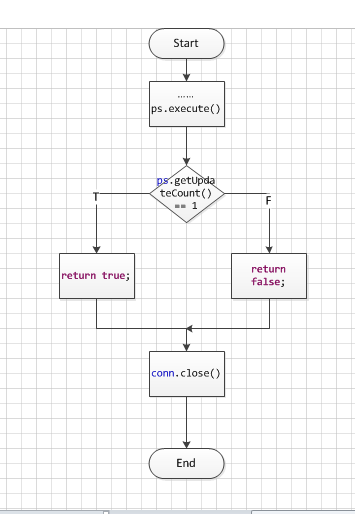 Start
......
ps.execute()
ps.getUpda
teCount()
== 1
T
F
return true;
return
false;
conn.close()
End